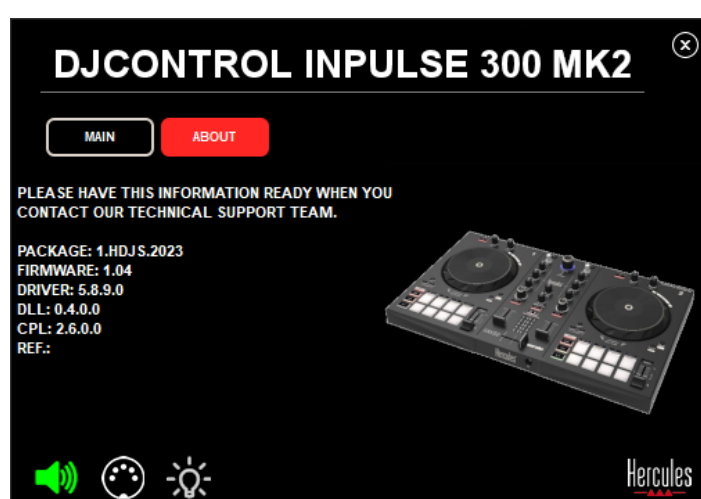 DJCONTROL INPULSE 300 MK2
MAIN
ABOUT
PLEASE HAVE THIS INFORMATION READY WHEN YOU
CONTACT OUR TECHNICAL SUPPORT TEAM.
PACKAGE: 1.HDJS.2023
FIRMWARE: 1.04
DRIVER: 5.8.9.0
DLL: 0.4.0.0
CPL: 2.6.0.0
REF.:
Hercules
Hercules